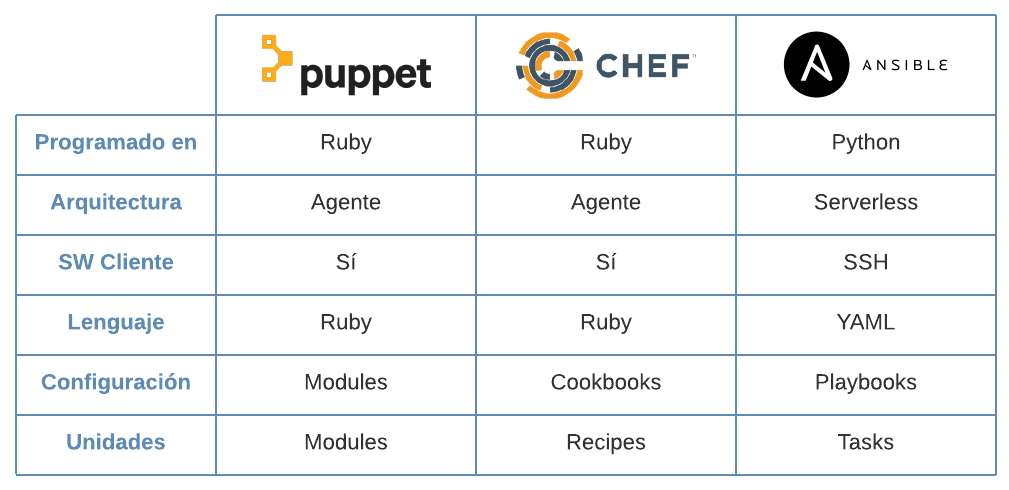 puppet CHEF™ ANSIBLE
Programado en Ruby Ruby Python
Arquitectura Agente Agente Serverless
SW Cliente Sí Sí SSH
Lenguaje Ruby Ruby YAML
Configuración Modules Cookbooks Playbooks
Unidades Modules Recipes Tasks